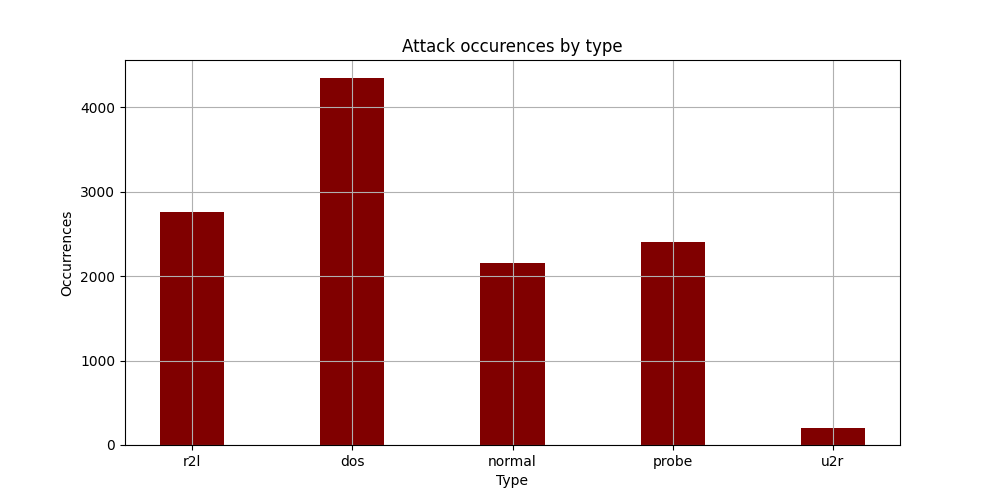 Attack occurences by type
4000
3000
2000
1000
0
Occurrences
r2l
dos
normal
probe
u2r
Type